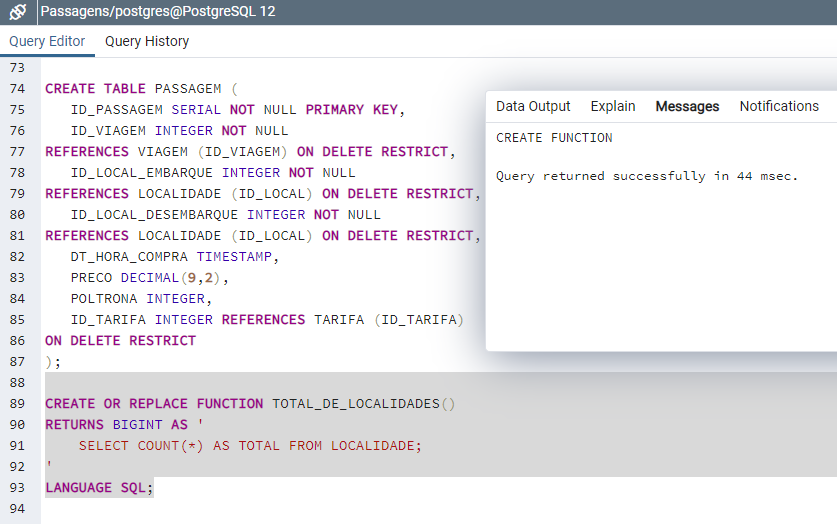 Passagens/postgres@PostgreSQL 12
Query Editor Query History
73
74 CREATE TABLE PASSAGEM (
75 ID_PASSAGEM SERIAL NOT NULL PRIMARY KEY,
76 ID_VIAGEM INTEGER NOT NULL
77 REFERENCES VIAGEM (ID_VIAGEM) ON DELETE RESTRICT,
78 ID_LOCAL_EMBARQUE INTEGER NOT NULL
79 REFERENCES LOCALIDADE (ID_LOCAL) ON DELETE RESTRICT,
80 ID_LOCAL_DESEMBARQUE INTEGER NOT NULL
81 REFERENCES LOCALIDADE (ID_LOCAL) ON DELETE RESTRICT,
82 DT_HORA_COMPRA TIMESTAMP,
83 PRECO DECIMAL(9,2),
84 POLTRONA INTEGER,
85 ID_TARIFA INTEGER REFERENCES TARIFA (ID_TARIFA)
86 ON DELETE RESTRICT
87 );
88
89 CREATE OR REPLACE FUNCTION TOTAL_DE_LOCALIDADES()
90 RETURNS BIGINT AS '
91 SELECT COUNT(*) AS TOTAL FROM LOCALIDADE;
92 '
93 LANGUAGE SQL;
94
Data Output Explain Messages Notifications
CREATE FUNCTION
Query returned successfully in 44 msec.